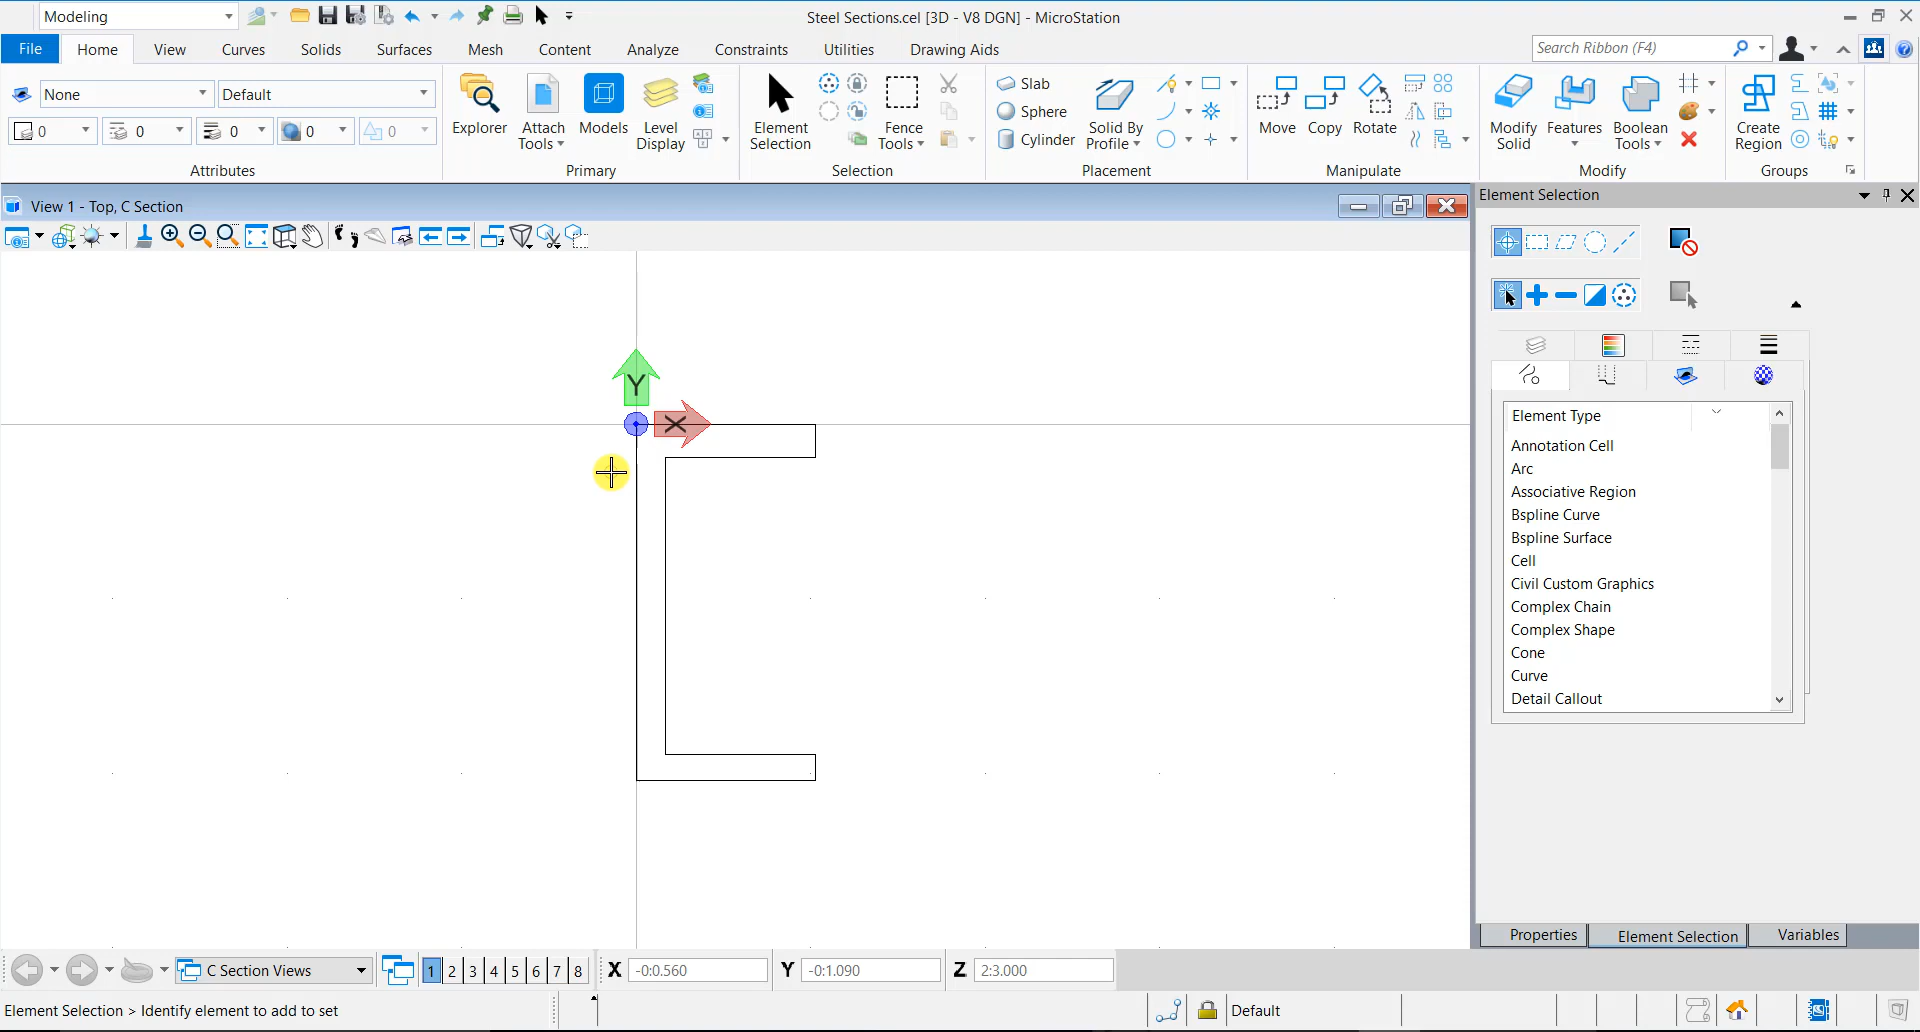 Modeling
Steel Sections.cel [3D - V8 DGN] - MicroStation
File Home View Curves Solids Surfaces Mesh Content Analyze Constraints Utilities Drawing Aids
Search Ribbon (F4)
None Default
0 0 0 0 0
Attributes
Explorer
Attach Tools
Models
Level Display
Primary
Element Selection
Fence Tools
Selection
Slab
Sphere
Cylinder
Solid By Profile
Placement
Move Copy Rotate
Manipulate
Modify Solid
Features
Boolean Tools
Modify
Create Region
Groups
View 1 - Top, C Section
Element Selection
Y
X
Element Type
Annotation Cell
Arc
Associative Region
Bspline Curve
Bspline Surface
Cell
Civil Custom Graphics
Complex Chain
Complex Shape
Cone
Curve
Detail Callout
Properties Element Selection Variables
C Section Views 1 2 3 4 5 6 7 8 X -0:0.560 Y -0:1.090 Z 2:3.000
Element Selection > Identify element to add to set Default